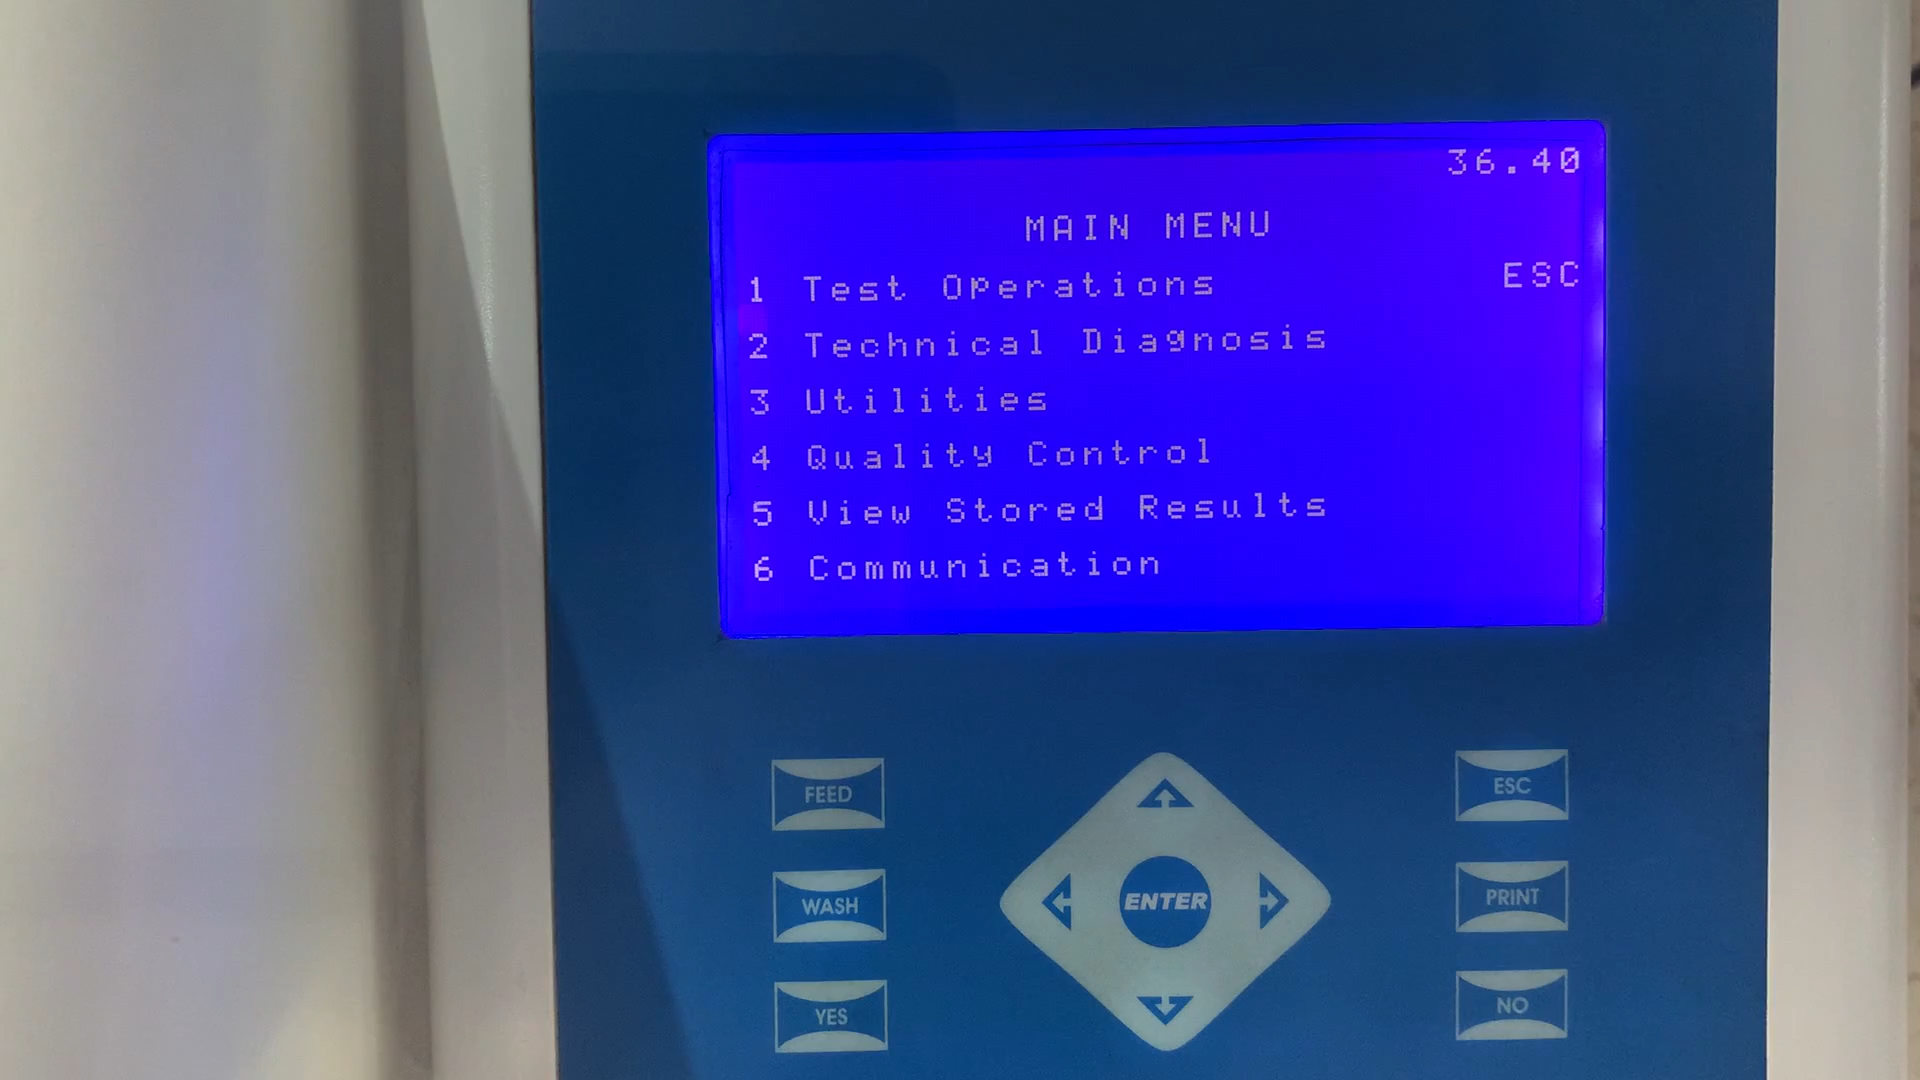 36.40
MAIN MENU
1 Test Operations ESC
2 Technical Diagnosis
3 Utilities
4 Quality Control
5 View Stored Results
6 Communication
FEED
ESC
WASH
ENTER
PRINT
YES
NO